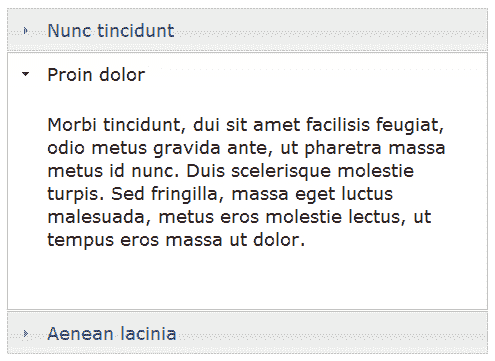 Nunc tincidunt
Proin dolor
Morbi tincidunt, dui sit amet facilisis feugiat,
odio metus gravida ante, ut pharetra massa
metus id nunc. Duis scelerisque molestie
turpis. Sed fringilla, massa eget luctus
malesuada, metus eros molestie lectus, ut
tempus eros massa ut dolor.
Aenean lacinia